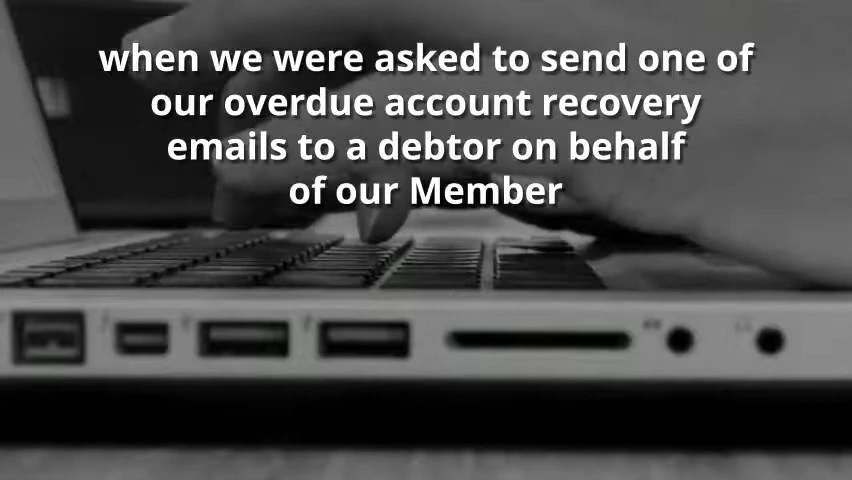 when we were asked to send one of
our overdue account recovery
emails to a debtor on behalf
of our Member